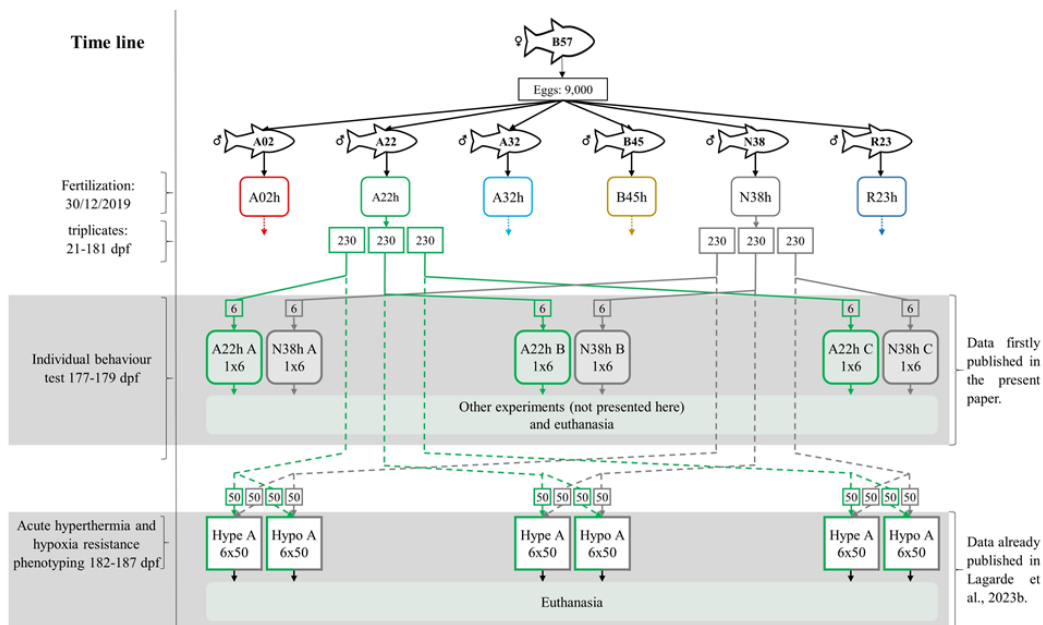 Time line
♀ B57
Eggs: 9,000
♂ A02 ♂ A22 ♂ A32 ♂ B45 ♂ N38 ♂ R23
Fertilization:
30/12/2019
A02h A22h A32h B45h N38h R23h
triplicates:
21-181 dpf
230 230 230 230 230 230
6 6 6 6 6 6
Individual behaviour
test 177-179 dpf
A22h A
1x6
N38h A
1x6
A22h B
1x6
N38h B
1x6
A22h C
1x6
N38h C
1x6
Data firstly
published in
the present
paper.
Other experiments (not presented here)
and euthanasia
50 50 50 50 50 50 50 50 50 50 50 50
Acute hyperthermia and
hypoxia resistance
phenotyping 182-187 dpf
Hype A
6x50
Hypo A
6x50
Hype A
6x50
Hypo A
6x50
Hype A
6x50
Hypo A
6x50
Data already
published in
Lagarde et
al., 2023b.
Euthanasia